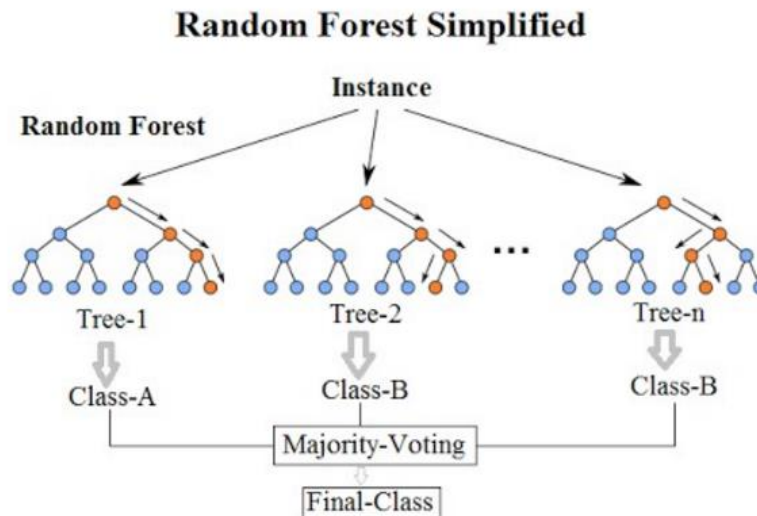 Random Forest Simplified
Instance
Random Forest
...
Tree-1
Tree-2
Tree-n
Class-A
Class-B
Class-B
Majority-Voting
Final-Class